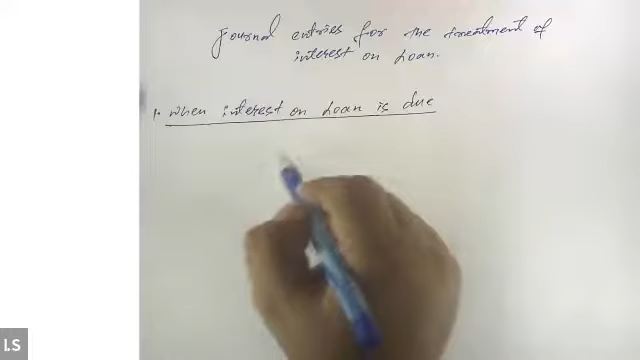 Journal entries for the treatment of
interest on Loan.
1. When interest on Loan is due
I.S